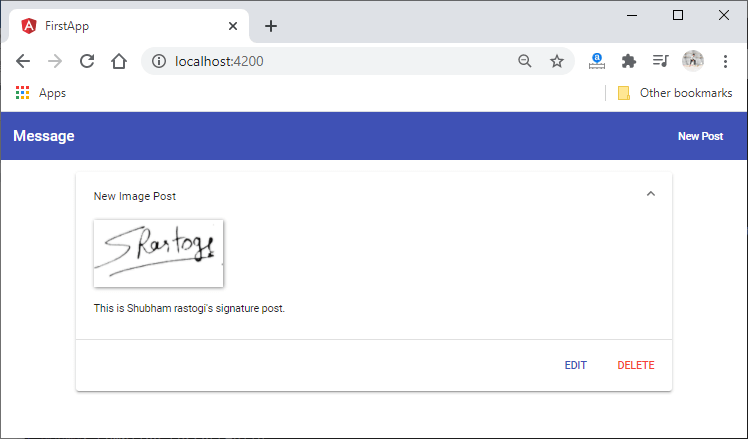 FirstApp
localhost:4200
Apps
Other bookmarks
Message
New Post
New Image Post
SRastogi
This is Shubham rastogi's signature post.
EDIT
DELETE